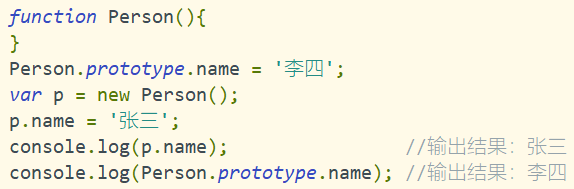 function Person(){
}
Person.prototype.name = '李四';
var p = new Person();
p.name = '张三';
console.log(p.name); //输出结果：张三
console.log(Person.prototype.name); //输出结果：李四